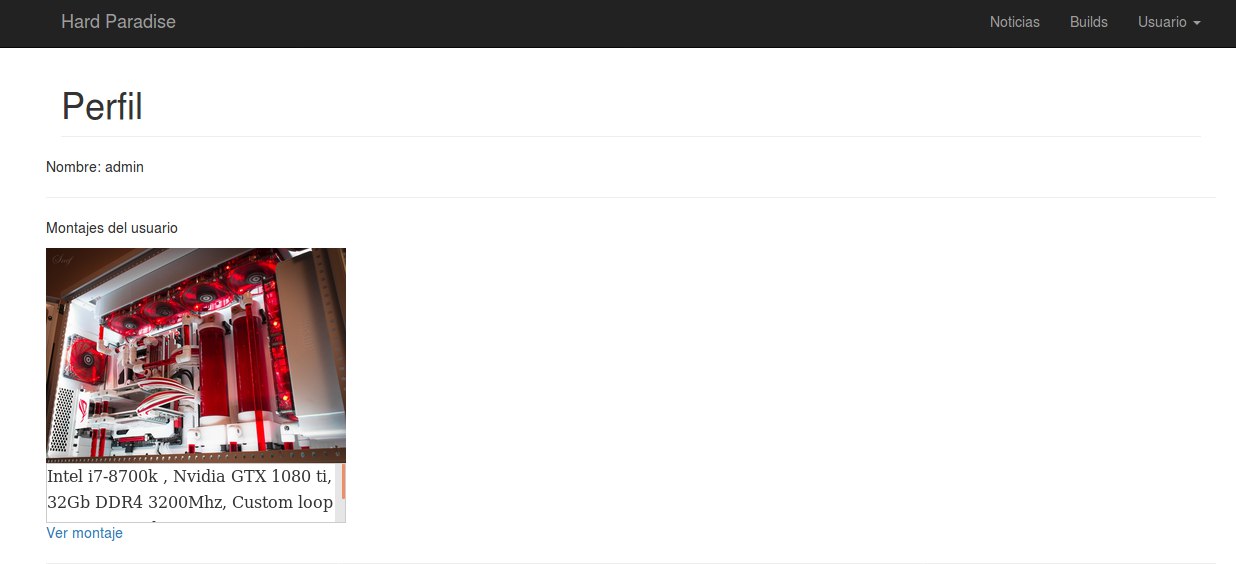 Hard Paradise
Noticias
Builds
Usuario
Perfil
Nombre: admin
Montajes del usuario
Intel i7-8700k , Nvidia GTX 1080 ti,
32Gb DDR4 3200Mhz, Custom loop
Ver montaje